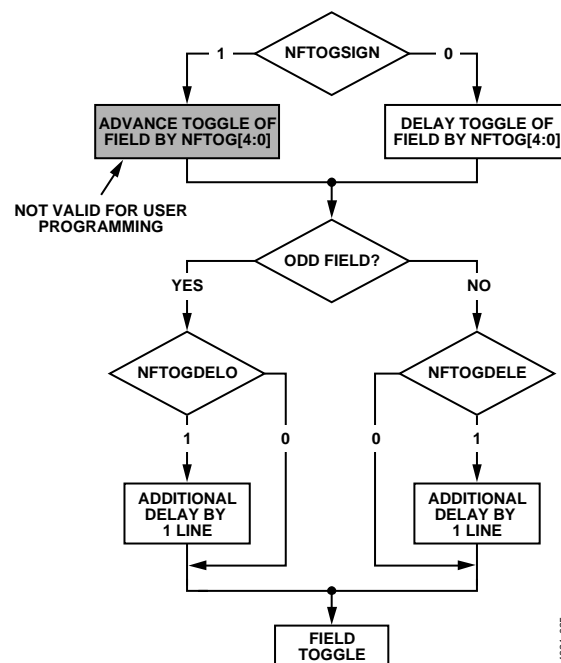 NFTOGSIGN
1
0
ADVANCE TOGGLE OF
FIELD BY NFTOG[4:0]
DELAY TOGGLE OF
FIELD BY NFTOG[4:0]
NOT VALID FOR USER
PROGRAMMING
ODD FIELD?
YES
NO
NFTOGDELO
NFTOGDELE
1
0
0
1
ADDITIONAL
DELAY BY
1 LINE
ADDITIONAL
DELAY BY
1 LINE
FIELD
TOGGLE